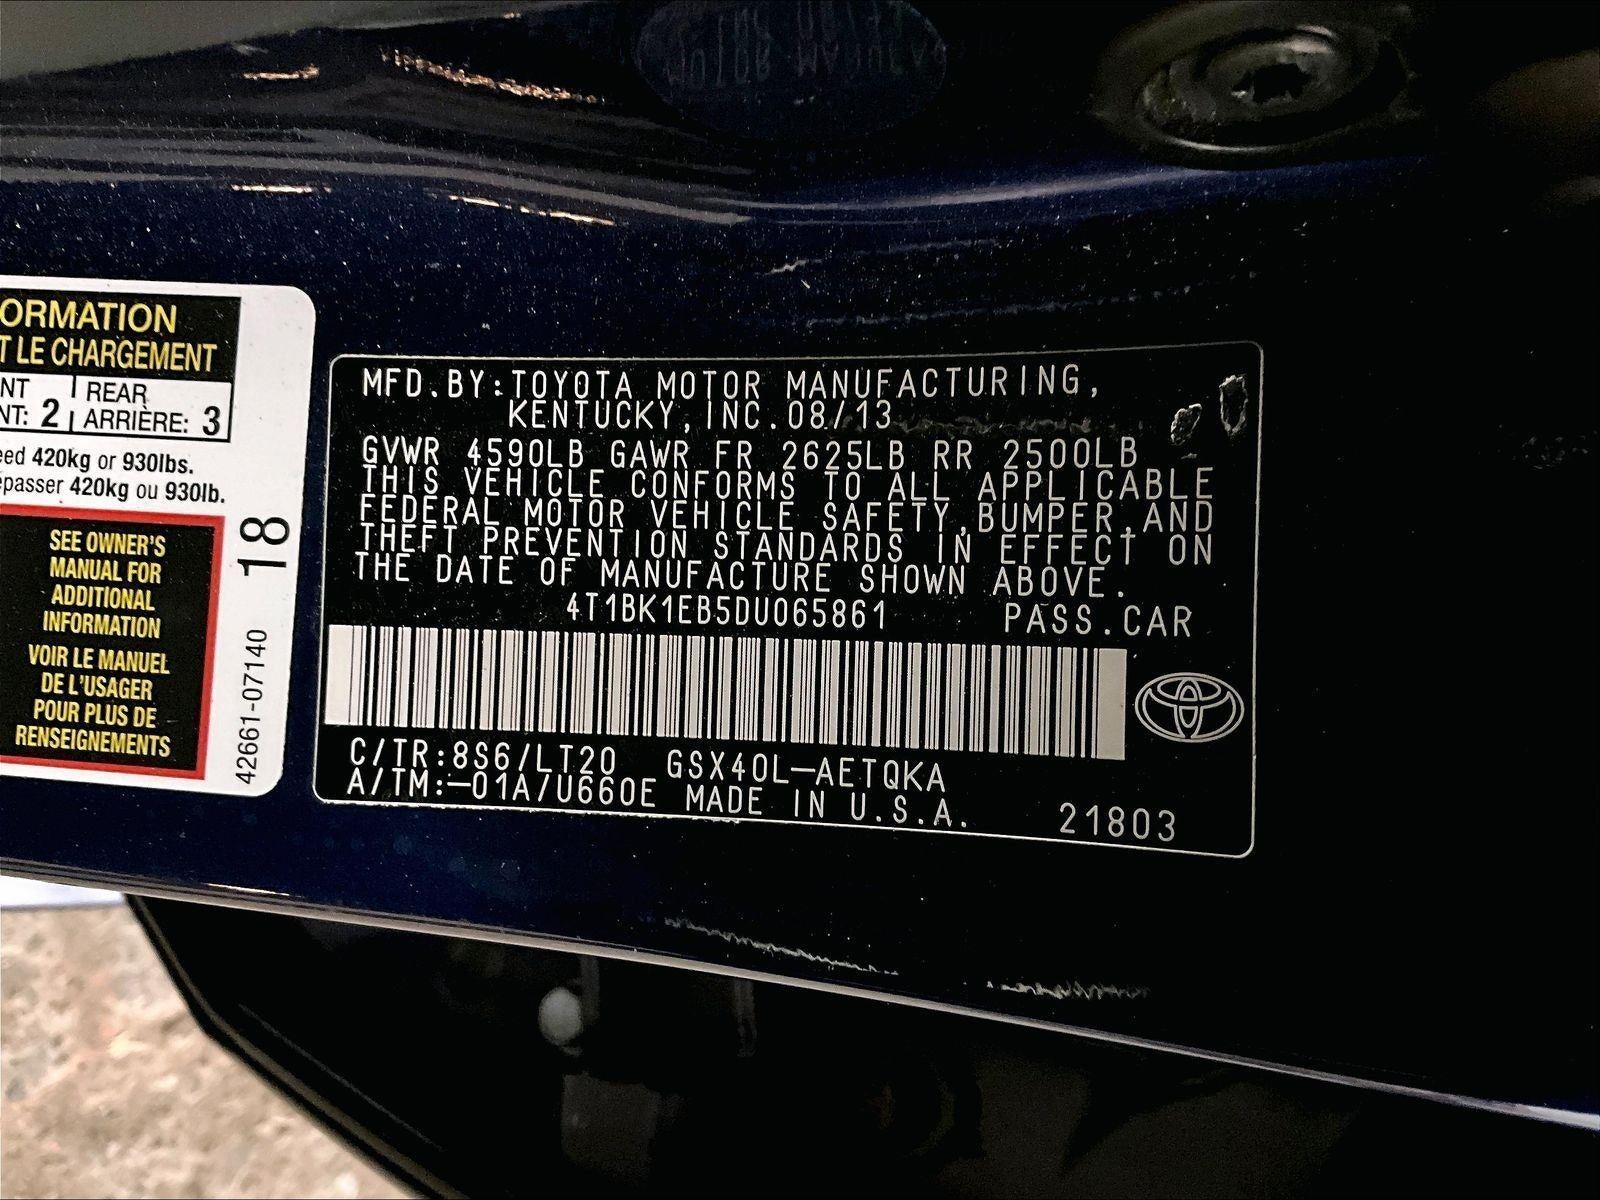 ORMATION
T LE CHARGEMENT
NT REAR
NT: 2 ARRIÈRE: 3
eed 420kg or 930lbs.
epasser 420kg ou 930lb.
SEE OWNER'S
MANUAL FOR
ADDITIONAL
INFORMATION
VOIR LE MANUEL
DE L'USAGER
POUR PLUS DE
RENSEIGNEMENTS
18
42661-07140
MFD.BY:TOYOTA MOTOR MANUFACTURING,
KENTUCKY,INC.08/13
GVWR 4590LB GAWR FR 2625LB RR 2500LB
THIS VEHICLE CONFORMS TO ALL APPLICABLE
FEDERAL MOTOR VEHICLE SAFETY,BUMPER,AND
THEFT PREVENTION STANDARDS IN EFFECT ON
THE DATE OF MANUFACTURE SHOWN ABOVE.
4T1BK1EB5DU065861 PASS.CAR
C/TR:8S6/LT20 GSX40L-AETQKA
A/TM:-01A/U660E MADE IN U.S.A.
21803